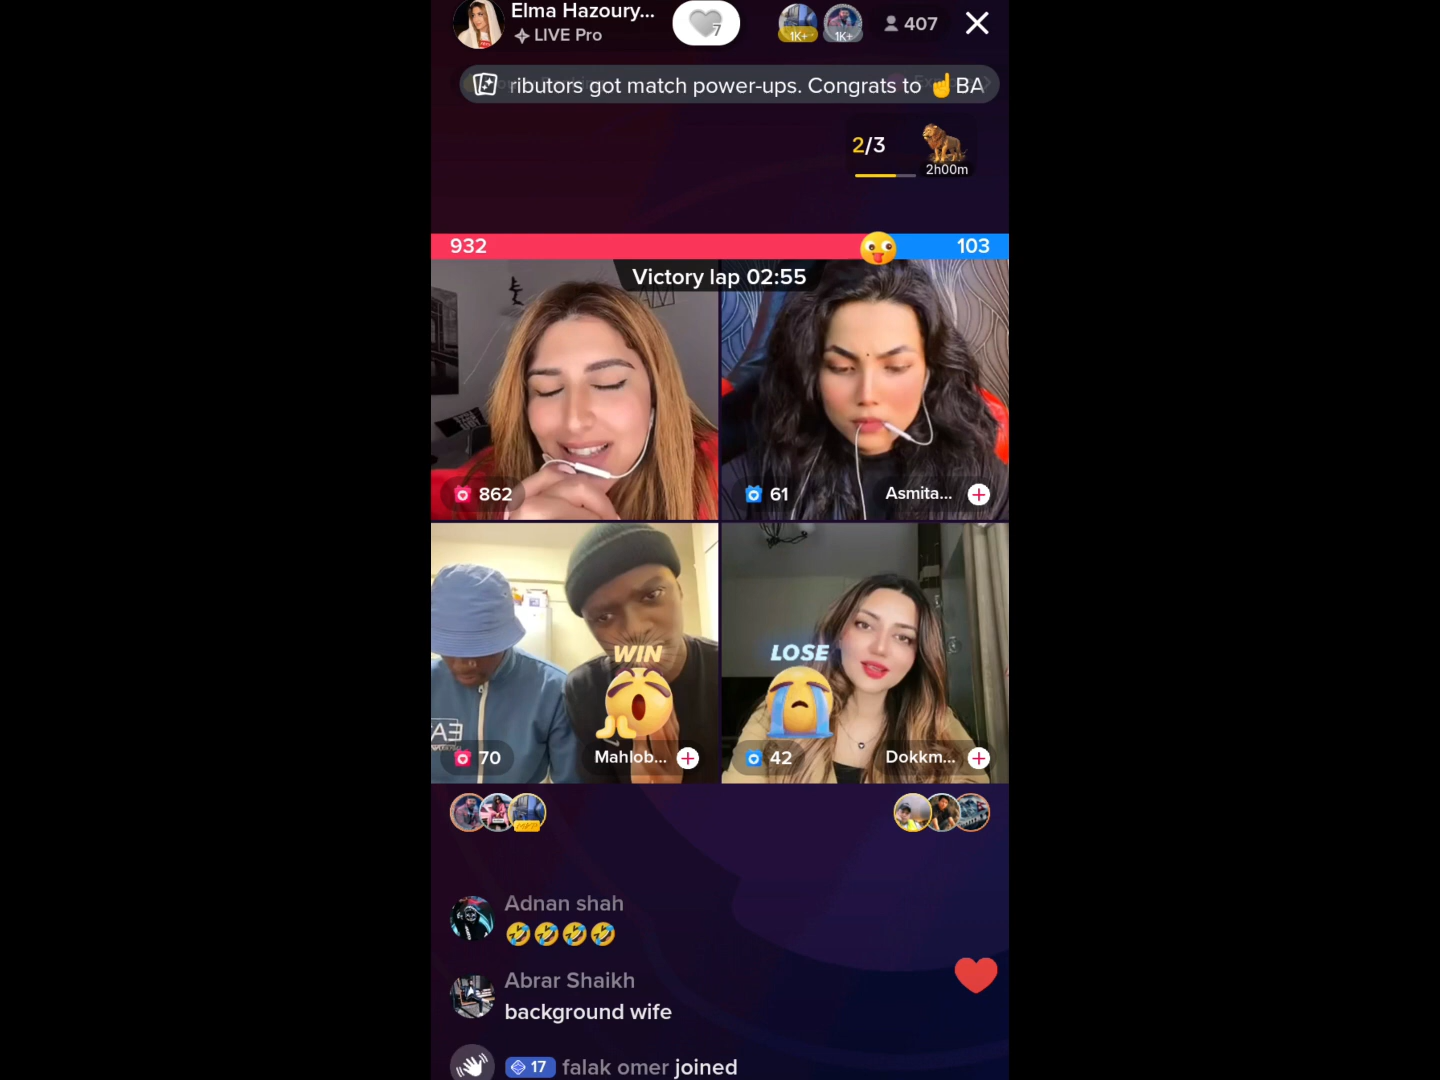 Elma Hazoury...
LIVE Pro
7
1K+
1K+
407
ributors got match power-ups. Congrats to ☝BA
2/3
2h00m
932
103
Victory lap 02:55
862
61
Asmita...
WIN
LOSE
70
Mahlob...
42
Dokkm...
Adnan shah
🤣🤣🤣🤣
Abrar Shaikh
background wife
17 falak omer joined